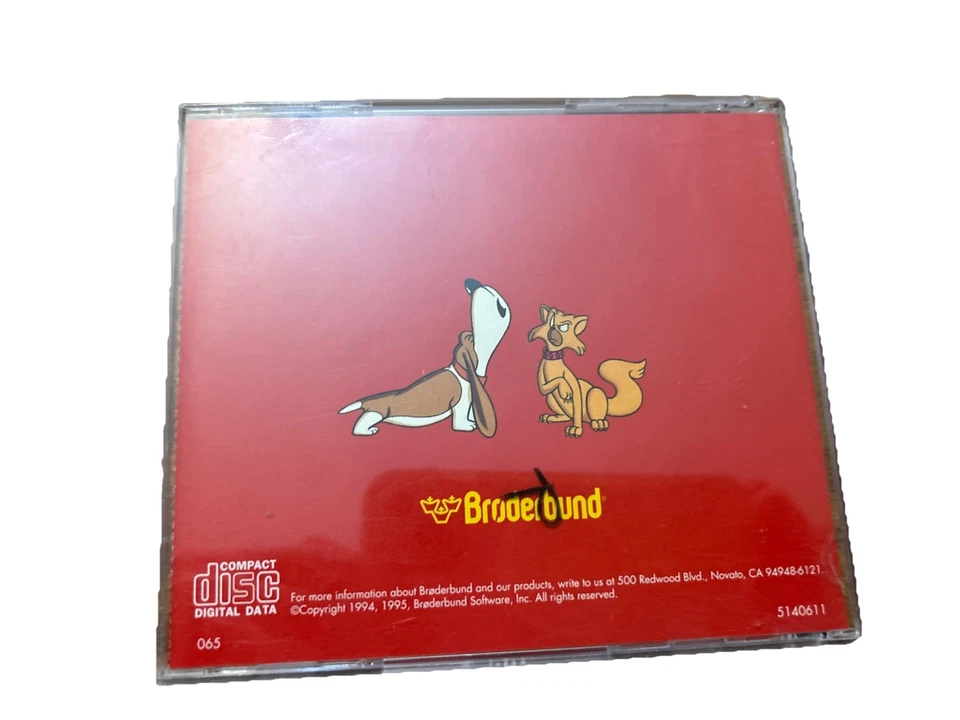 Brøderbund®
COMPACT
disc
DIGITAL DATA
For more information about Brøderbund and our products, write to us at 500 Redwood Blvd., Novato, CA 94948-6121.
©Copyright 1994, 1995, Brøderbund Software, Inc. All rights reserved.
5140611
065